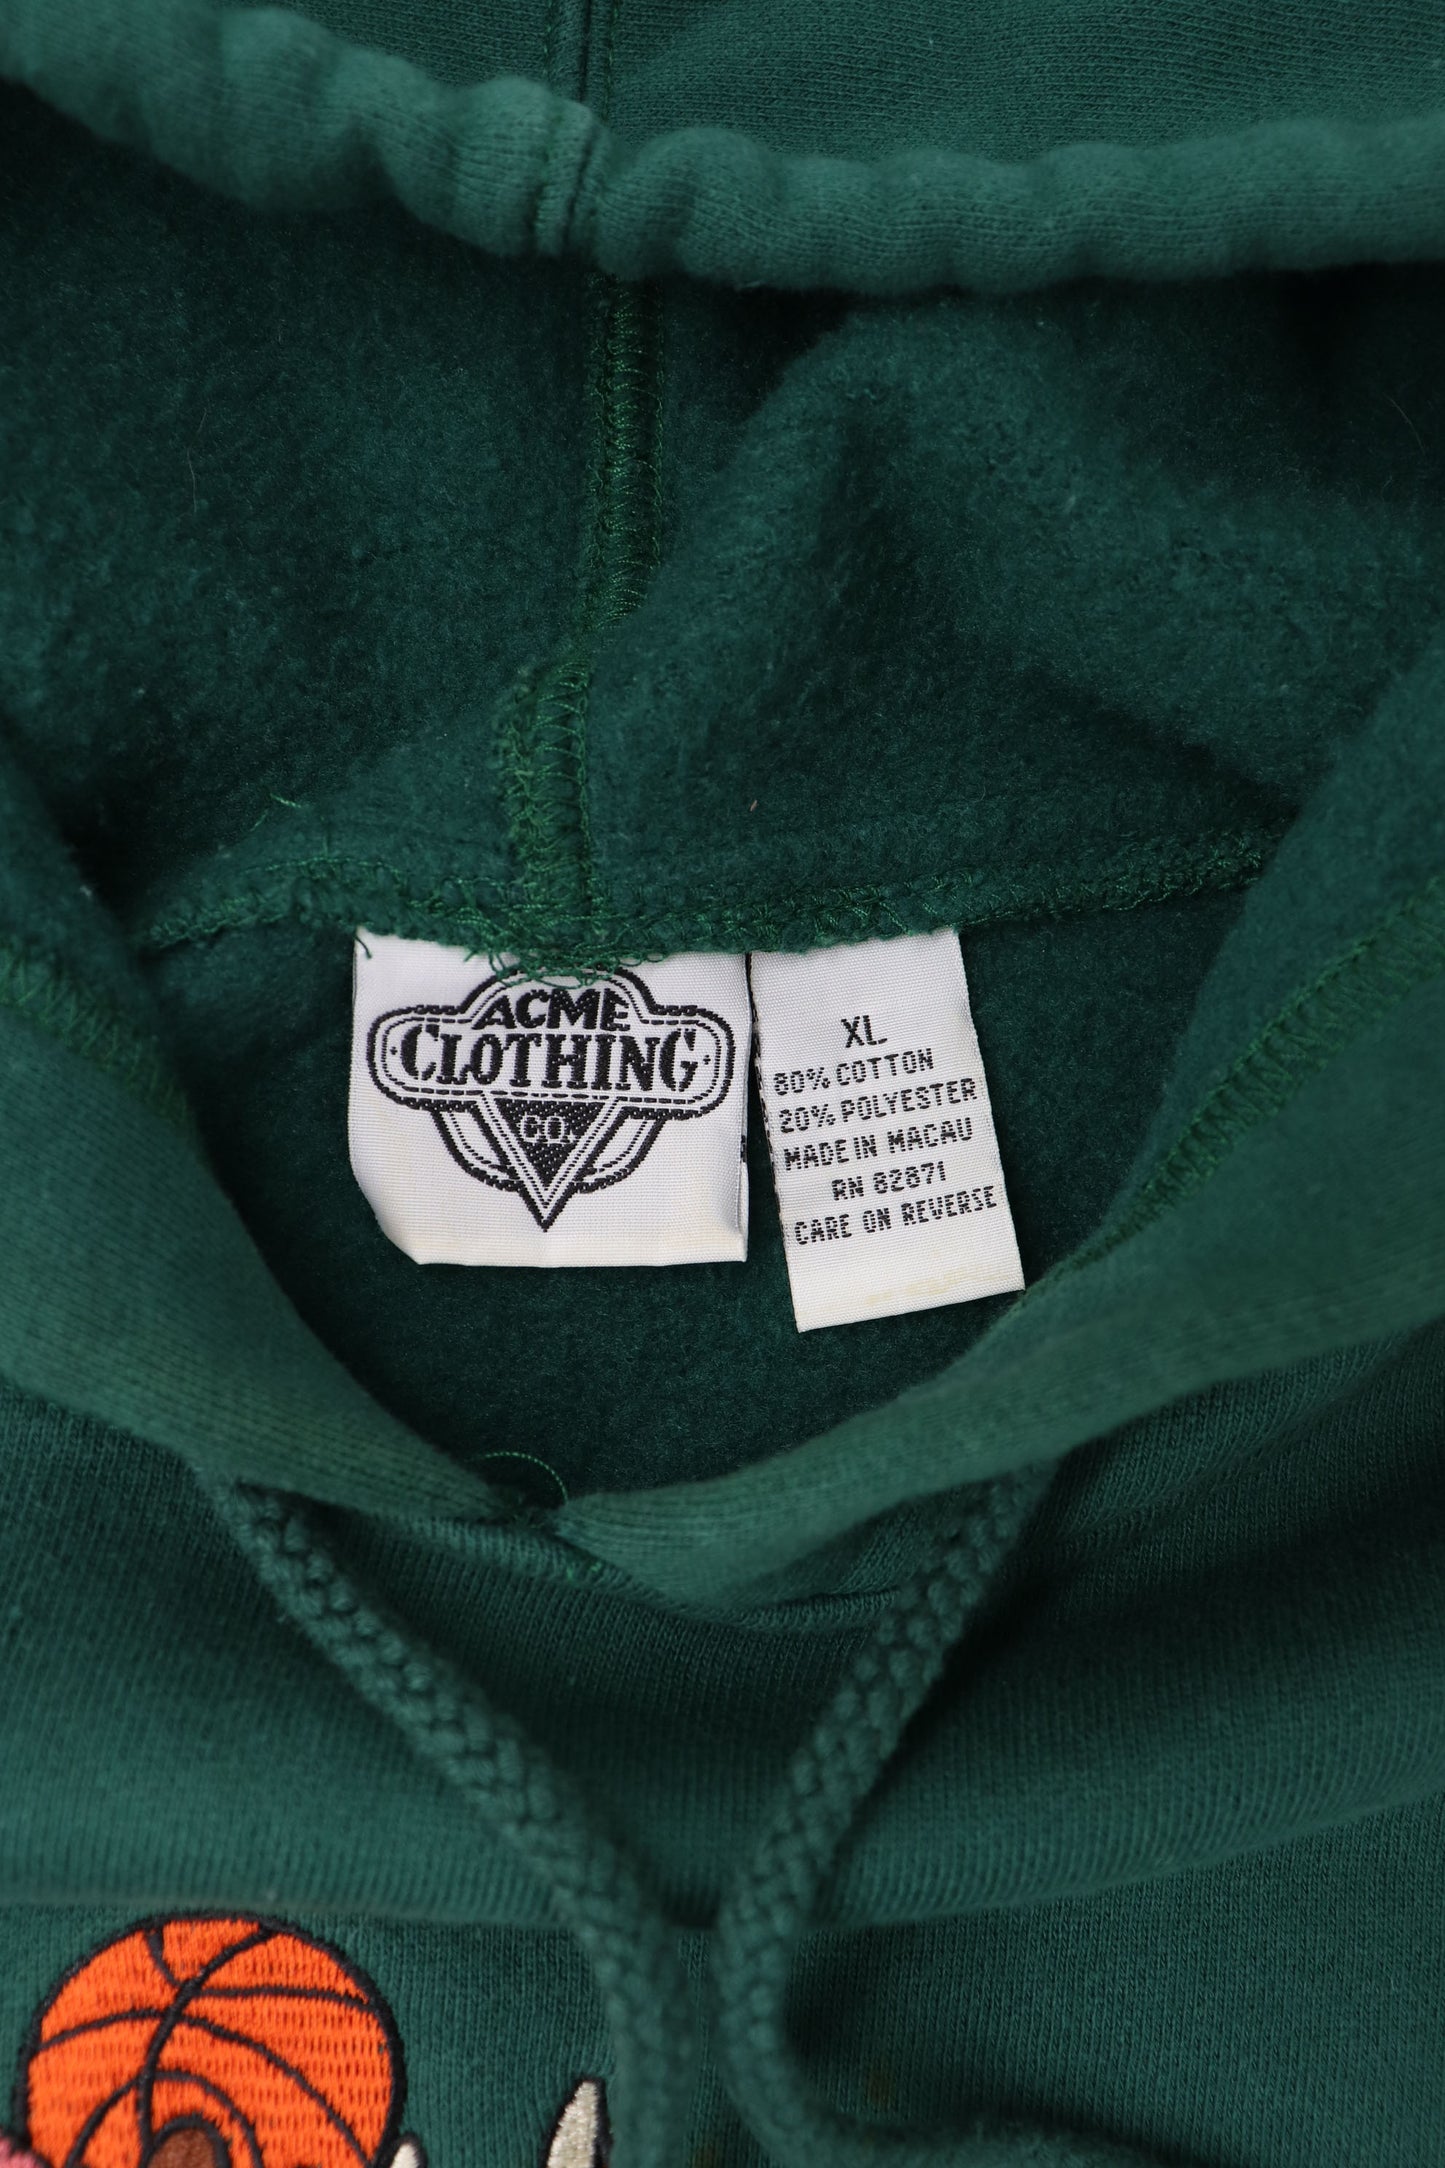 ACME
CLOTHING
CO.
XL
80% COTTON
20% POLYESTER
MADE IN MACAU
RN 82871
CARE ON REVERSE